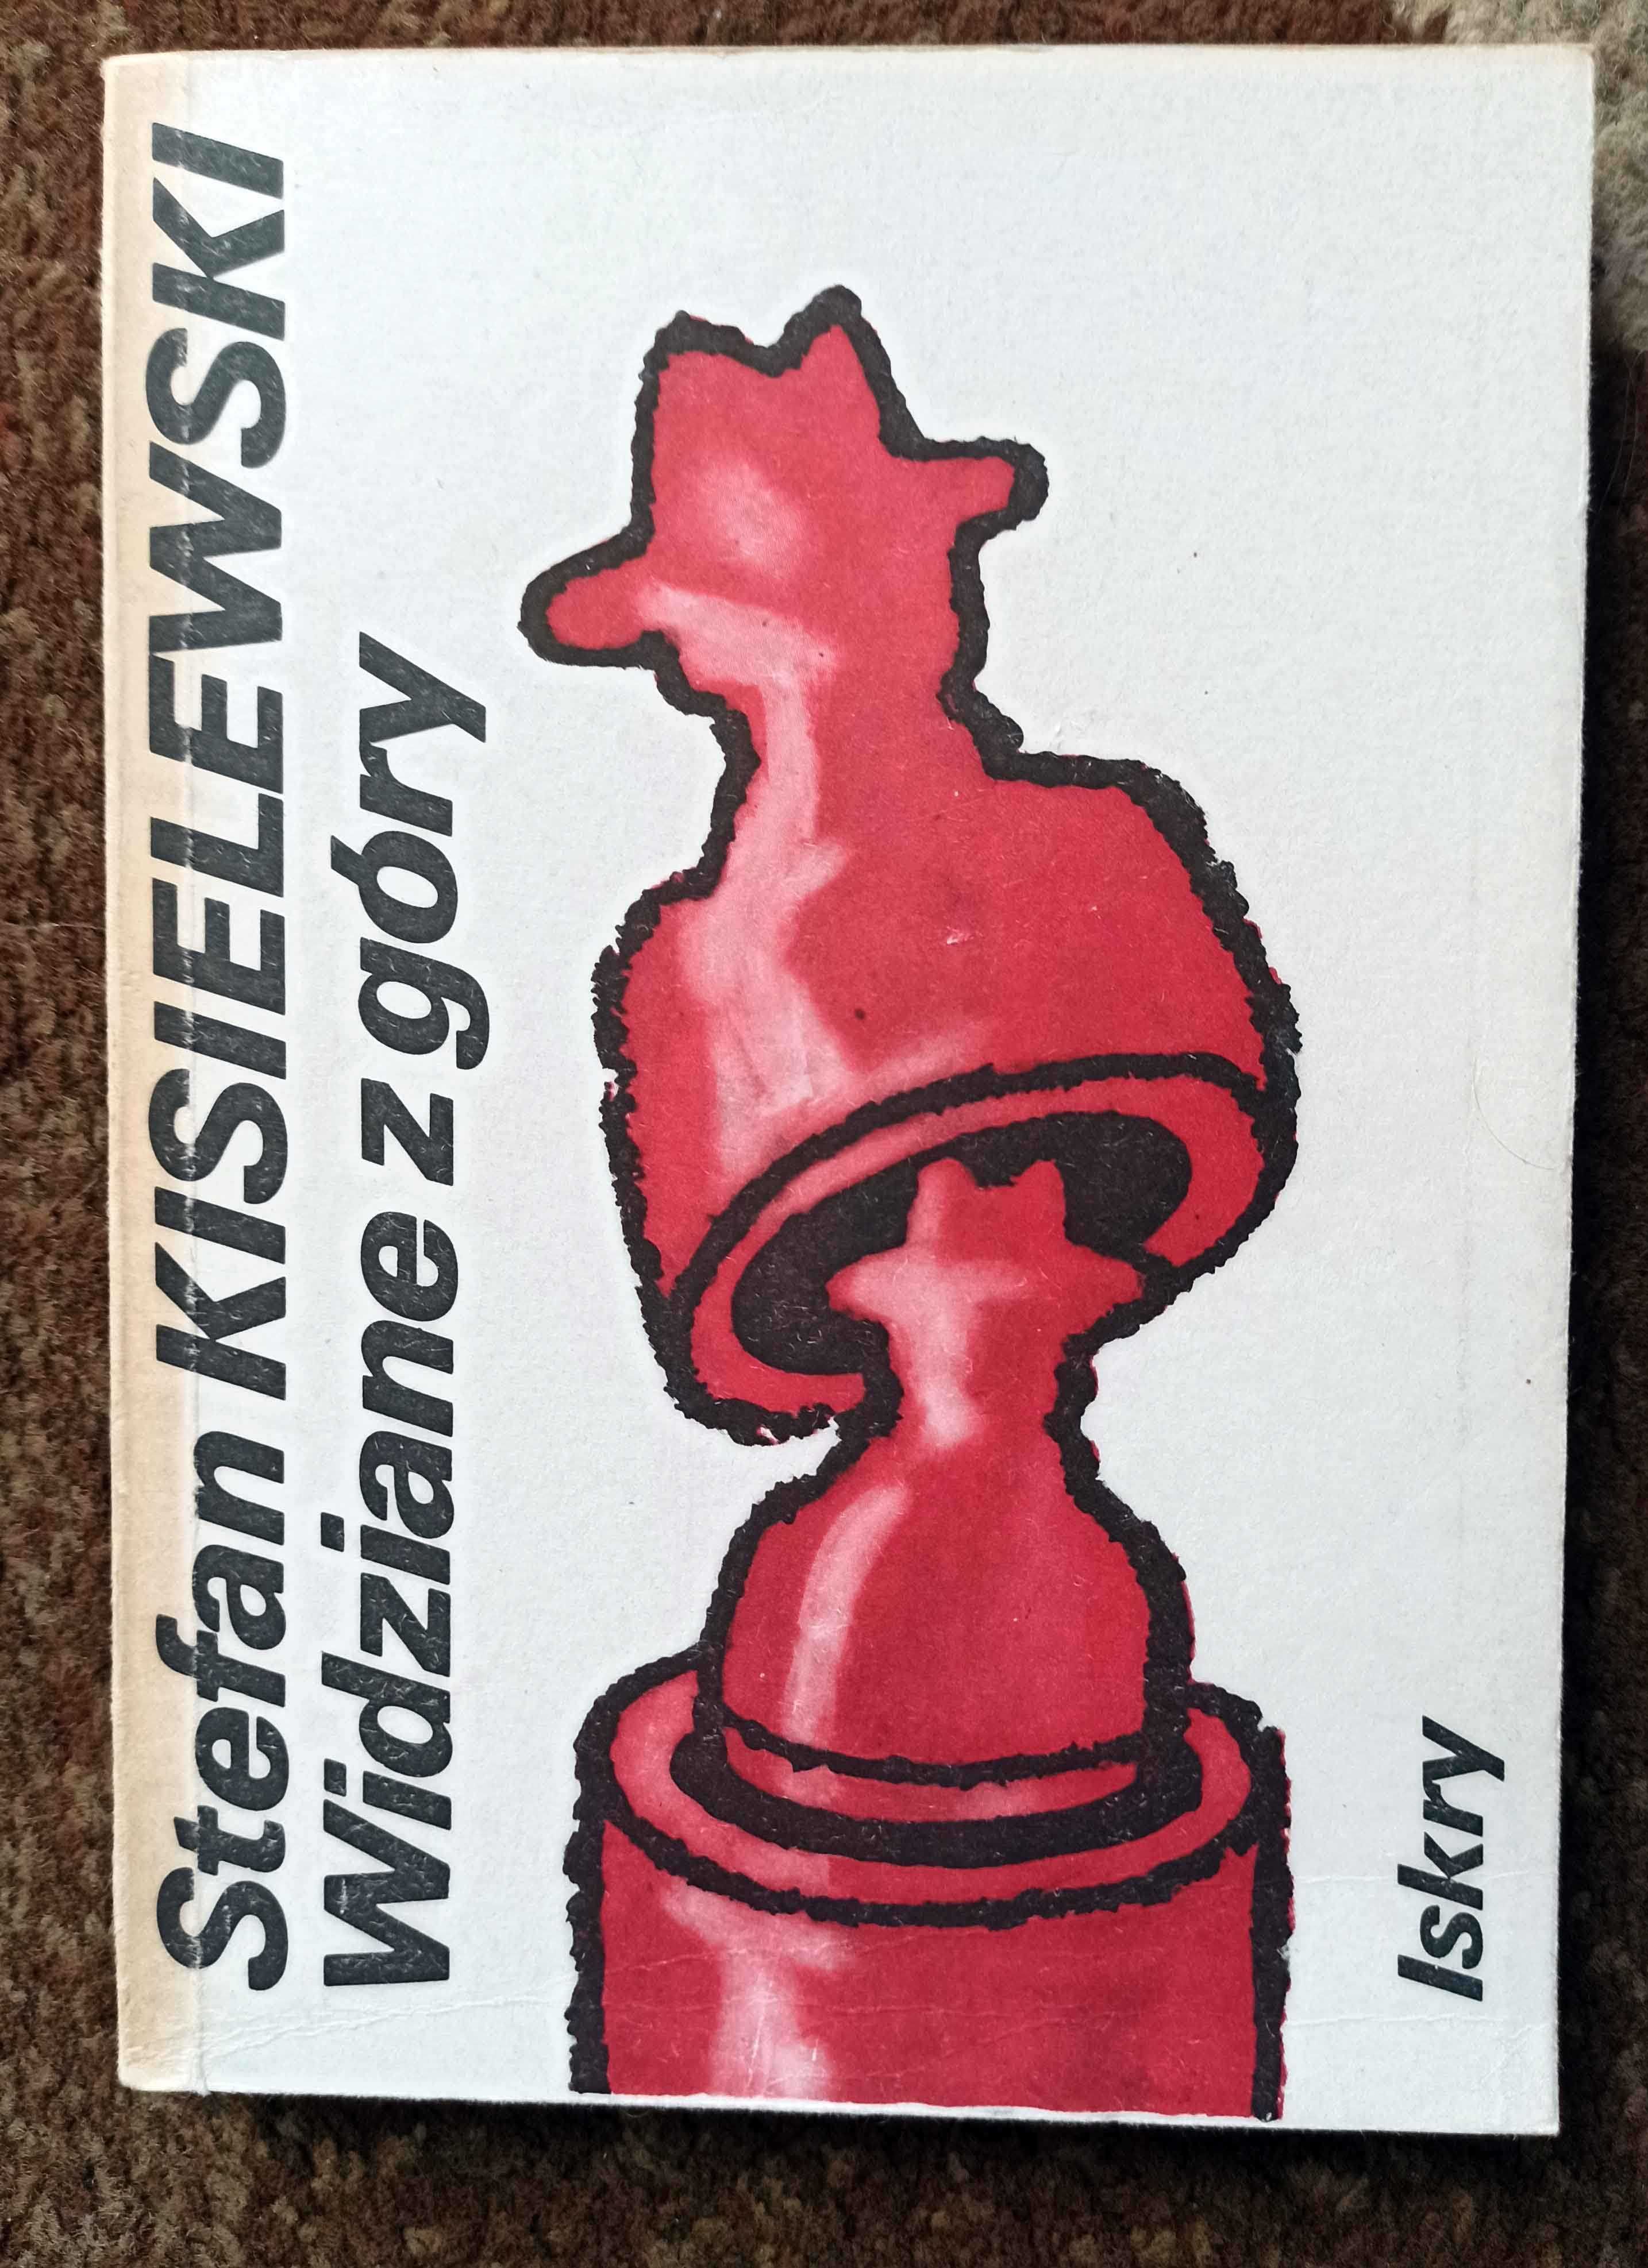 Stefan KISIELEWSKI
Widziane z góry
Iskry